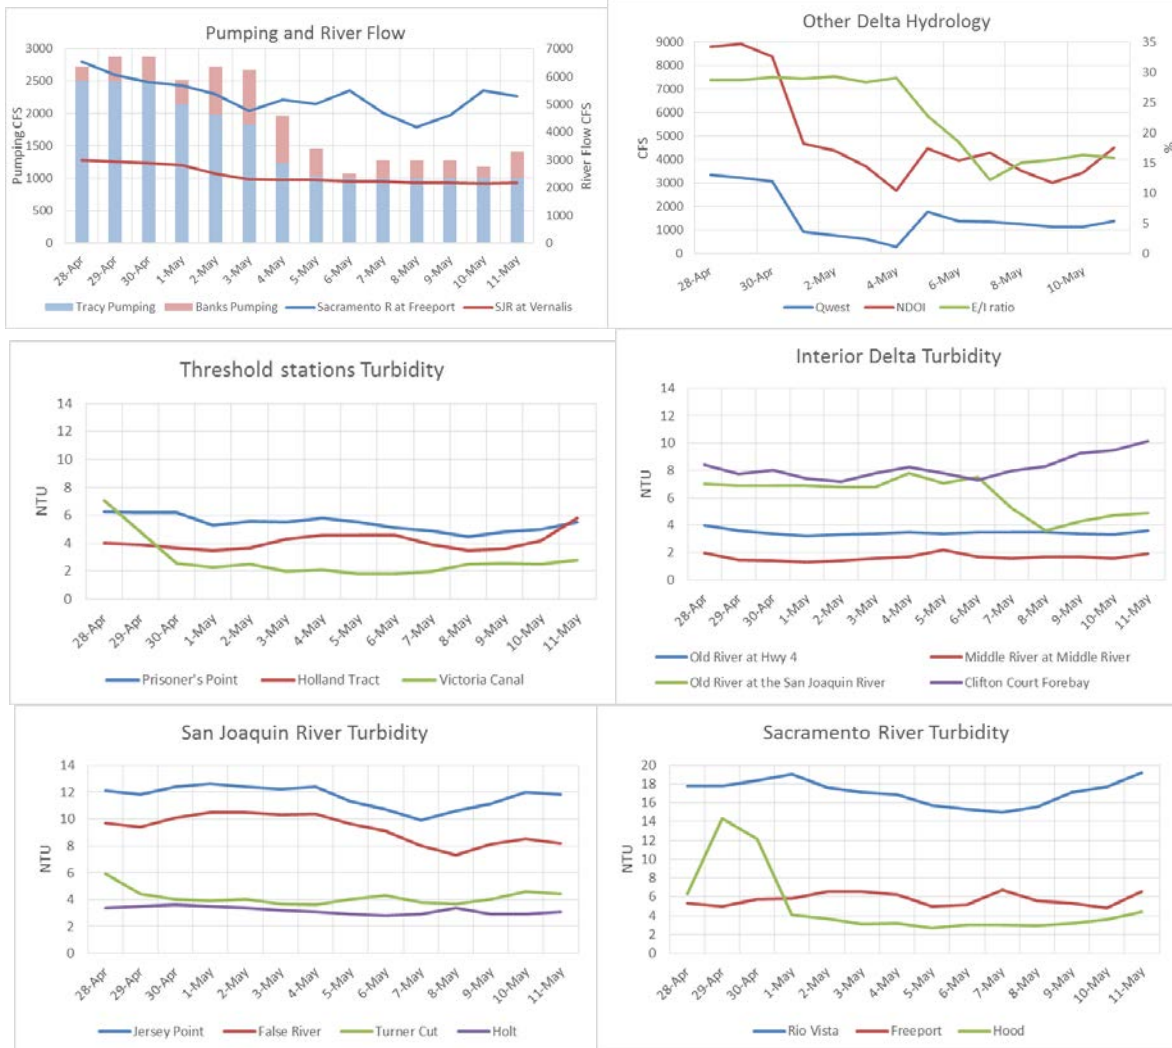 Pumping and River Flow
3000
2500
2000
1500
1000
500
0
Pumping CFS
7000
6000
5000
4000
3000
2000
1000
0
River Flow CFS
28-Apr 29-Apr 30-Apr 1-May 2-May 3-May 4-May 5-May 6-May 7-May 8-May 9-May 10-May 11-May
Tracy Pumping Banks Pumping Sacramento R at Freeport SJR at Vernalis
Other Delta Hydrology
9000
8000
7000
6000
5000
4000
3000
2000
1000
0
CFS
35
30
25
20
15
10
5
0
%
28-Apr 30-Apr 2-May 4-May 6-May 8-May 10-May
Qwest NDOI E/I ratio
Threshold stations Turbidity
14
12
10
8
6
4
2
0
NTU
28-Apr 29-Apr 30-Apr 1-May 2-May 3-May 4-May 5-May 6-May 7-May 8-May 9-May 10-May 11-May
Prisoner's Point Holland Tract Victoria Canal
Interior Delta Turbidity
14
12
10
8
6
4
2
0
NTU
28-Apr 29-Apr 30-Apr 1-May 2-May 3-May 4-May 5-May 6-May 7-May 8-May 9-May 10-May 11-May
Old River at Hwy 4 Middle River at Middle River
Old River at the San Joaquin River Clifton Court Forebay
San Joaquin River Turbidity
14
12
10
8
6
4
2
0
NTU
28-Apr 29-Apr 30-Apr 1-May 2-May 3-May 4-May 5-May 6-May 7-May 8-May 9-May 10-May 11-May
Jersey Point False River Turner Cut Holt
Sacramento River Turbidity
20
18
16
14
12
10
8
6
4
2
0
NTU
28-Apr 29-Apr 30-Apr 1-May 2-May 3-May 4-May 5-May 6-May 7-May 8-May 9-May 10-May 11-May
Rio Vista Freeport Hood